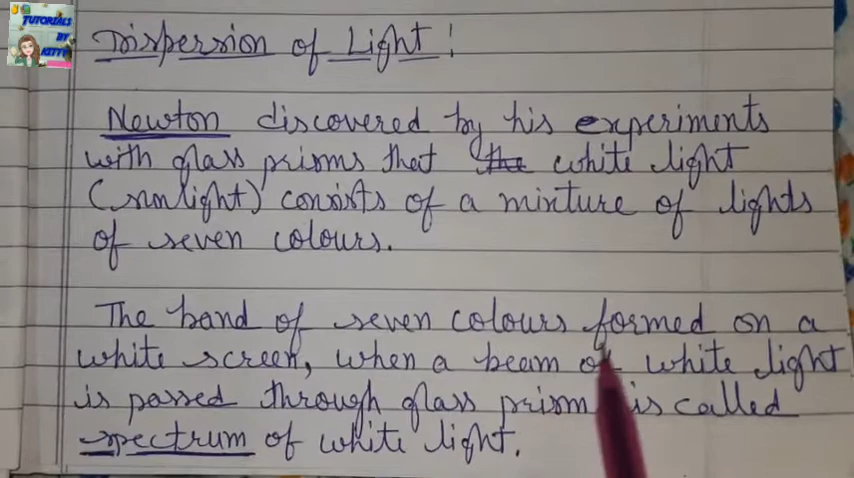 TUTORIALS
BY
KITTY
Dispersion of Light!
Newton discovered by his experiments
with glass prisms that the white light
(sunlight) consists of a mixture of lights
of seven colours.
The band of seven colours formed on a
white screen, when a beam of white light
is passed through glass prism is called
spectrum of white light.